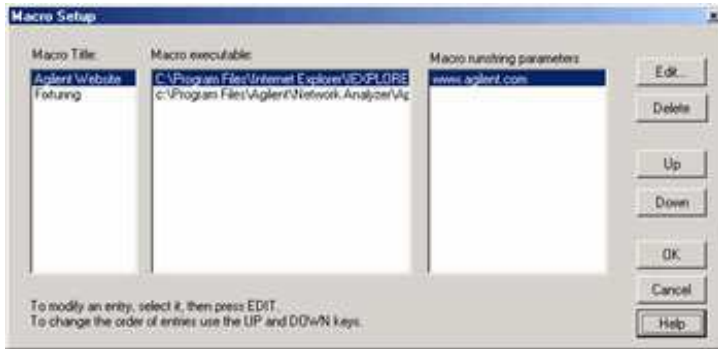 Macro Setup
Macro Title:
Macro executable:
Macro runstring parameters
Agilent Website
C:\Program Files\Internet Explorer\IEXPLORE
www.agilent.com
Fixturing
c:\Program Files\Agilent\Network Analyzer\Ap
Edit...
Delete
Up
Down
OK
Cancel
Help
To modify an entry, select it, then press EDIT.
To change the order of entries use the UP and DOWN keys.